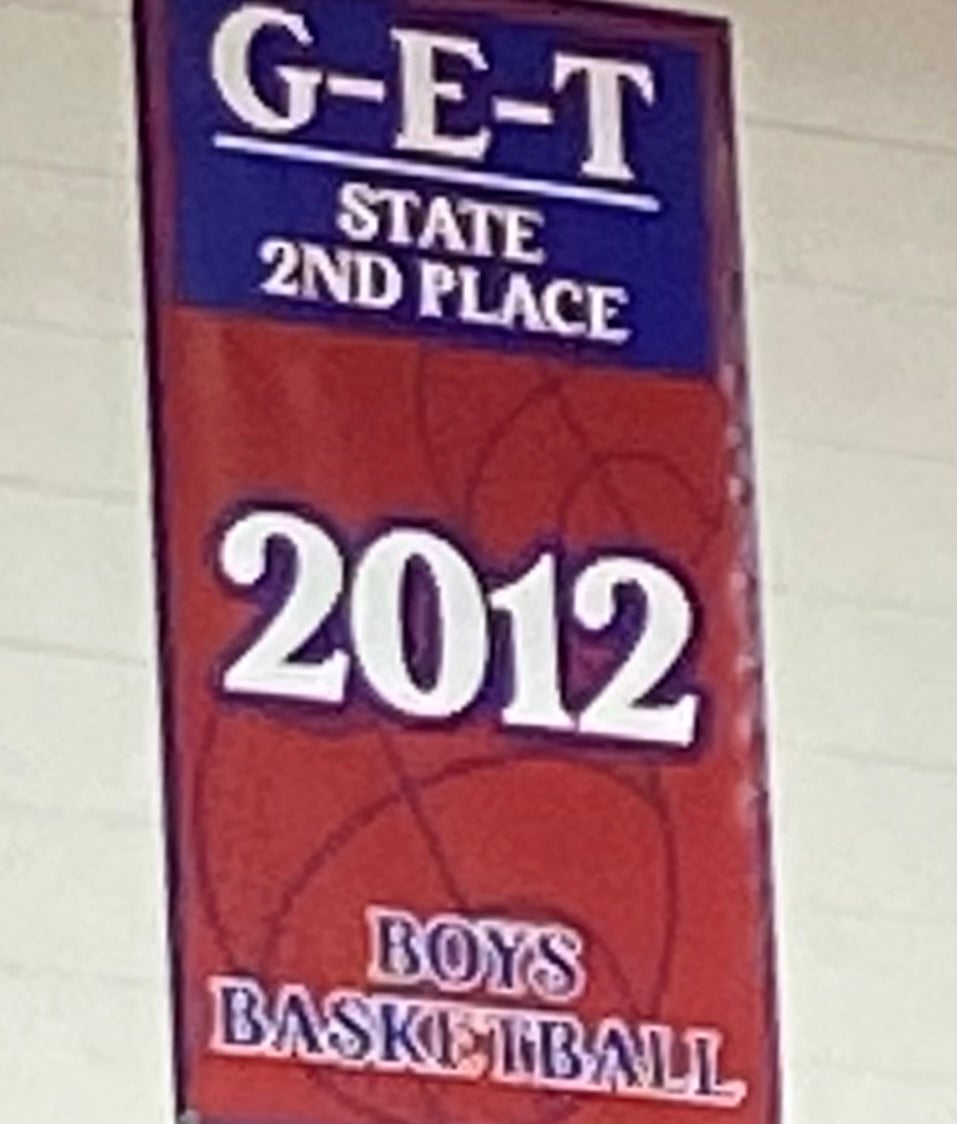 G-E-T
STATE
2ND PLACE
2012
BOYS
BASKETBALL